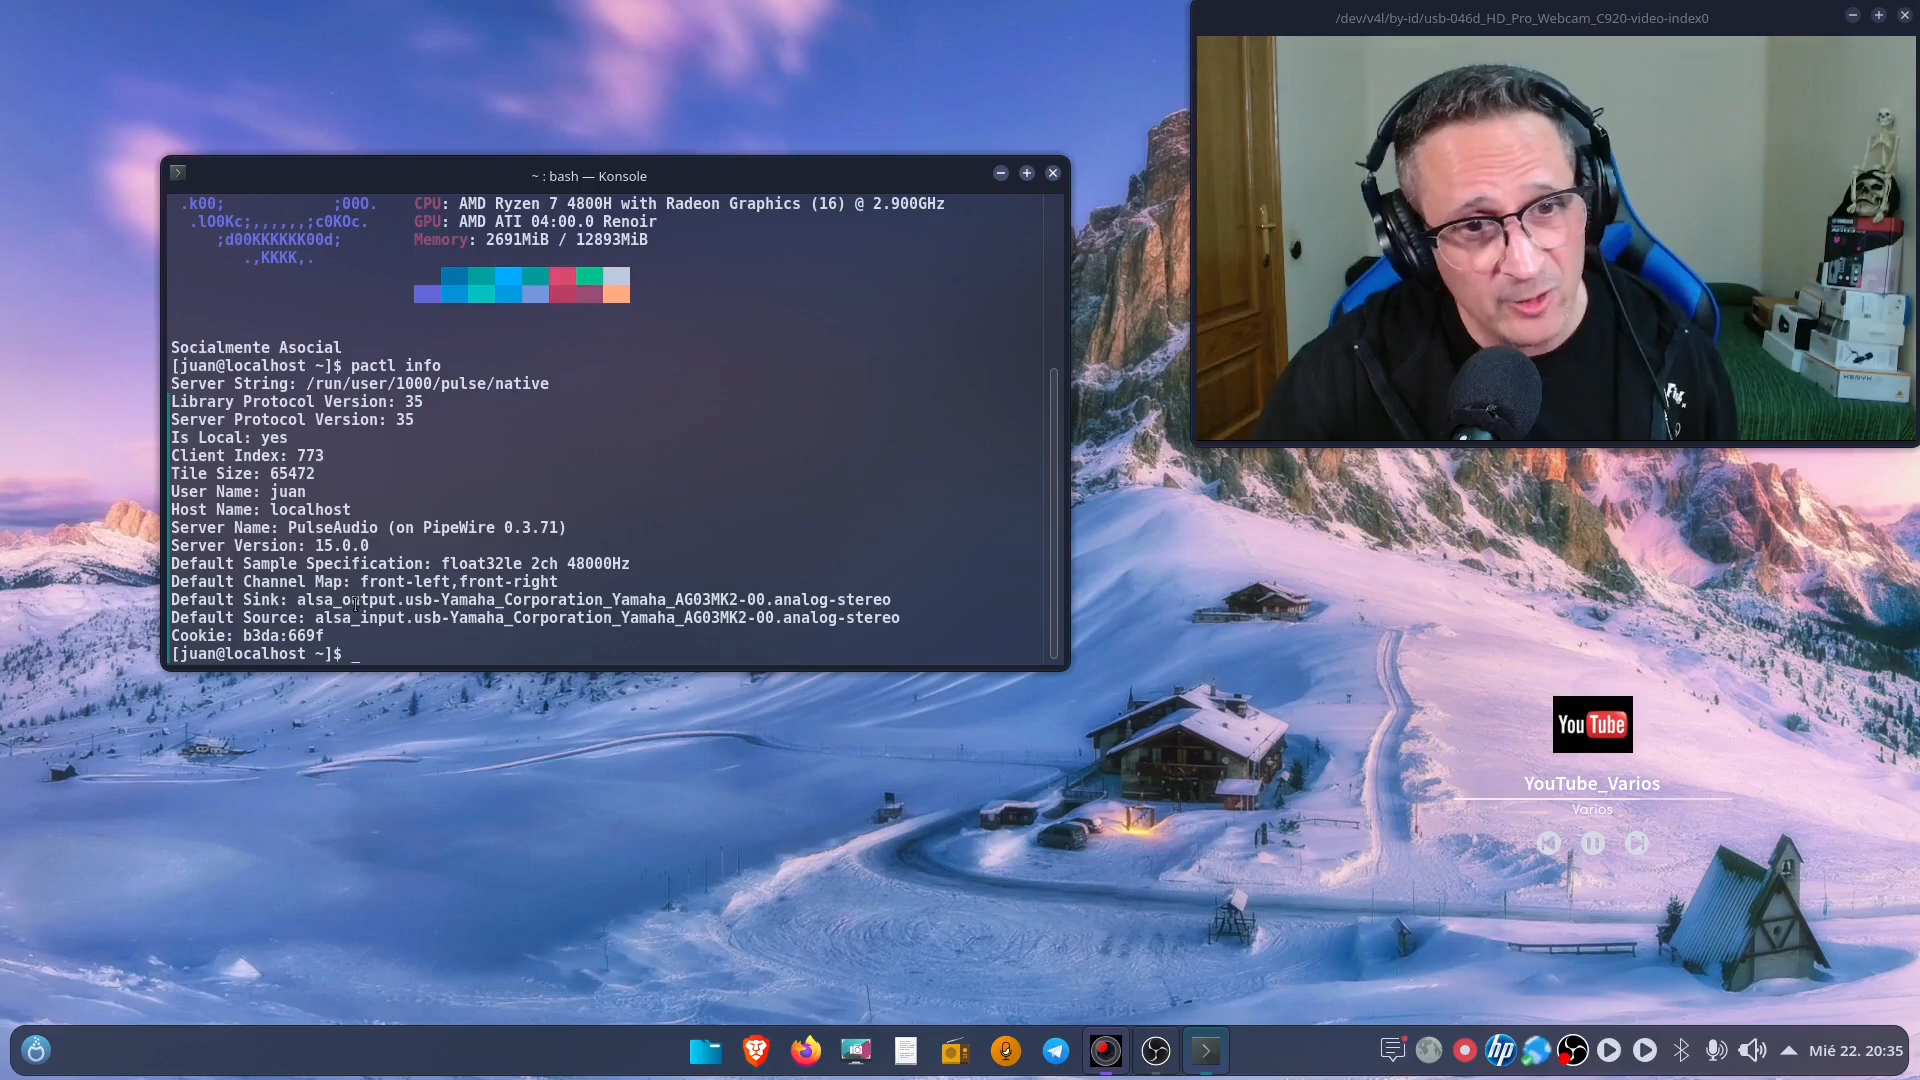 /dev/v4l/by-id/usb-046d_HD_Pro_Webcam_C920-video-index0
~ : bash — Konsole
.k00; ;00O. CPU: AMD Ryzen 7 4800H with Radeon Graphics (16) @ 2.900GHz
.lO0Kc;,,,,,,;c0KOc. GPU: AMD ATI 04:00.0 Renoir
;d00KKKKKK00d; Memory: 2691MiB / 12893MiB
.,KKKK,.
Socialmente Asocial
[juan@localhost ~]$ pactl info
Server String: /run/user/1000/pulse/native
Library Protocol Version: 35
Server Protocol Version: 35
Is Local: yes
Client Index: 773
Tile Size: 65472
User Name: juan
Host Name: localhost
Server Name: PulseAudio (on PipeWire 0.3.71)
Server Version: 15.0.0
Default Sample Specification: float32le 2ch 48000Hz
Default Channel Map: front-left,front-right
Default Sink: alsa_output.usb-Yamaha_Corporation_Yamaha_AG03MK2-00.analog-stereo
Default Source: alsa_input.usb-Yamaha_Corporation_Yamaha_AG03MK2-00.analog-stereo
Cookie: b3da:669f
[juan@localhost ~]$ _
YouTube
YouTube_Varios
Varios
hp
Mié 22. 20:35